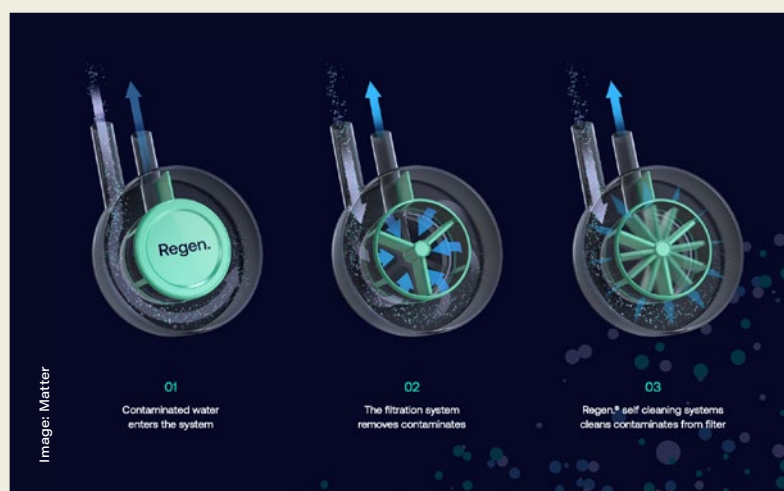 Regen.
01
Contaminated water
enters the system
02
The filtration system
removes contaminates
03
Regen.® self cleaning systems
cleans contaminates from filter
Image: Matter